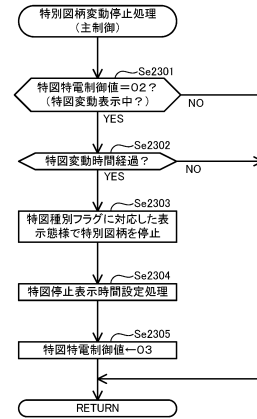 特別図柄変動停止処理
(主制御)
Se2301
特図特電制御値=02?
(特図変動表示中?)
NO
YES
Se2302
特図変動時間経過?
NO
YES
Se2303
特図種別フラグに対応した表
示態様で特別図柄を停止
Se2304
特図停止表示時間設定処理
Se2305
特図特電制御値←03
RETURN